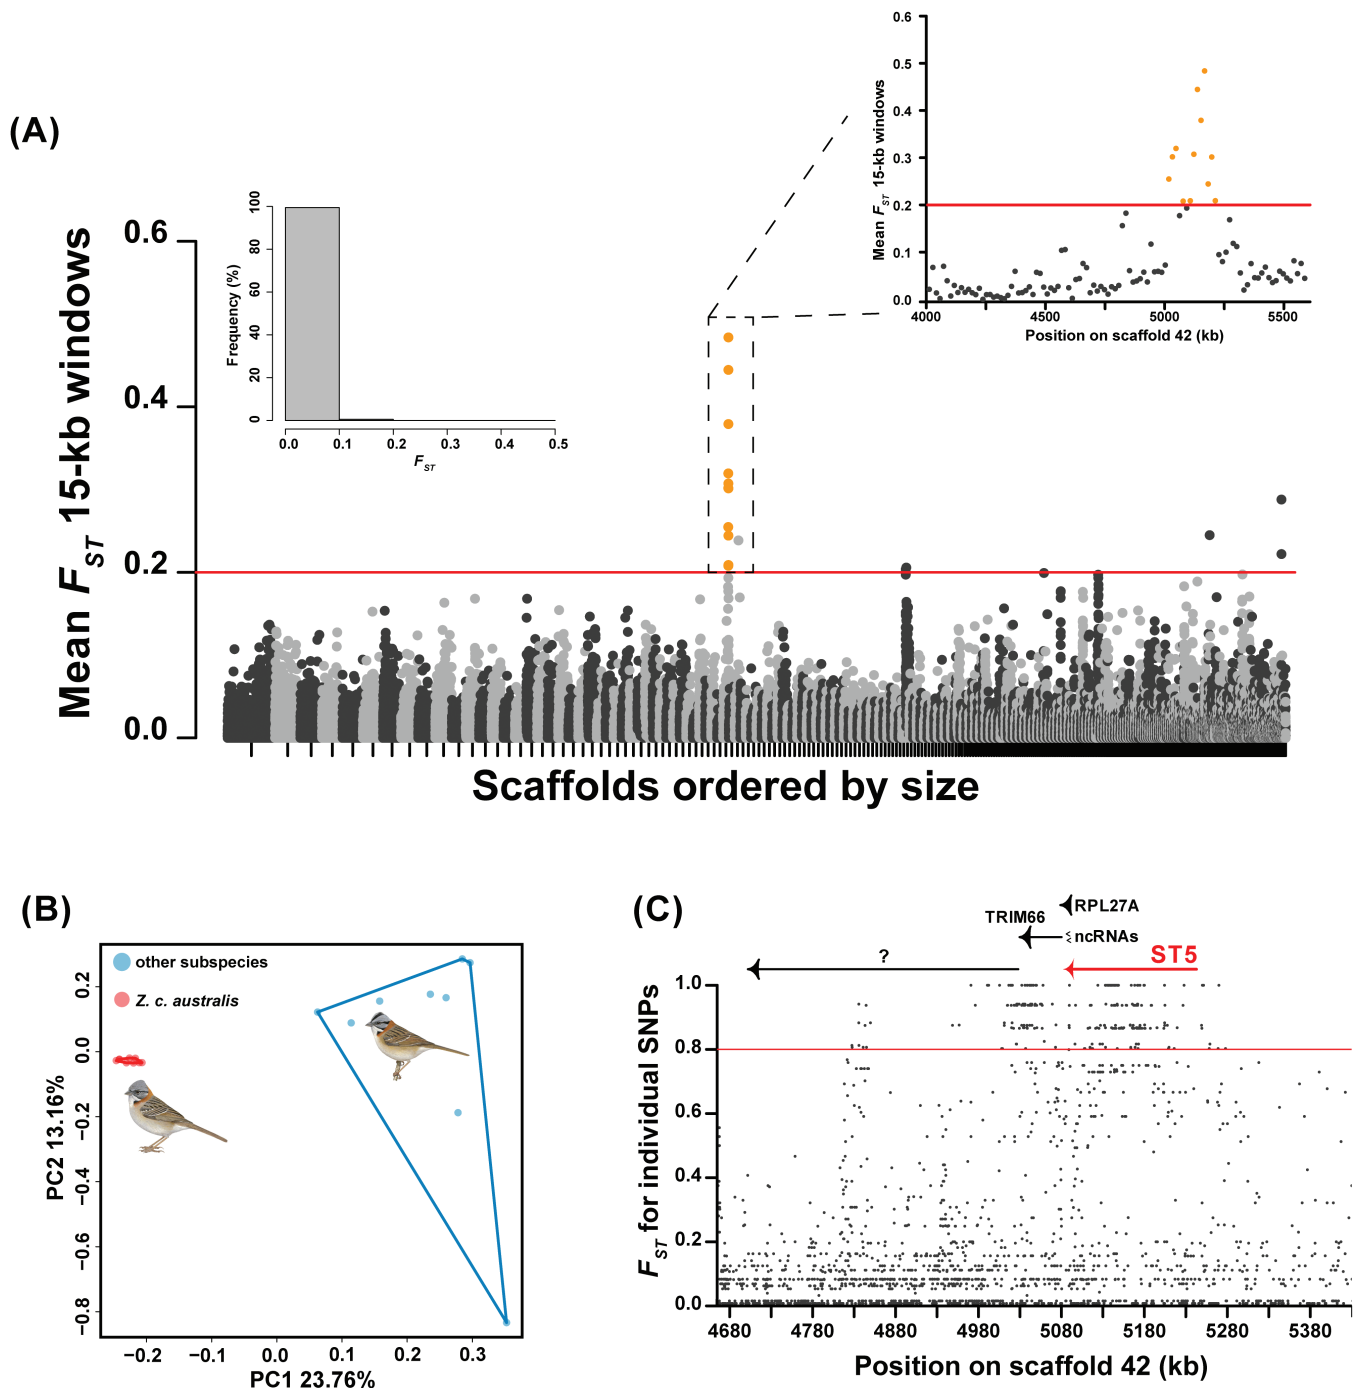 (A)
Mean FST 15-kb windows
0.6
0.4
0.2
0.0
Scaffolds ordered by size
Frequency (%)
100
80
60
40
20
0
0.0 0.1 0.2 0.3 0.4 0.5
FST
Mean FST 15-kb windows
0.6
0.5
0.4
0.3
0.2
0.1
0.0
4000 4500 5000 5500
Position on scaffold 42 (kb)
(B)
other subspecies
Z. c. australis
PC2 13.16%
0.2
0.0
−0.2
−0.4
−0.6
−0.8
−0.2 −0.1 0.0 0.1 0.2 0.3
PC1 23.76%
(C)
RPL27A
TRIM66
ncRNAs
?
ST5
FST for individual SNPs
1.0
0.8
0.6
0.4
0.2
0.0
4680 4780 4880 4980 5080 5180 5280 5380
Position on scaffold 42 (kb)